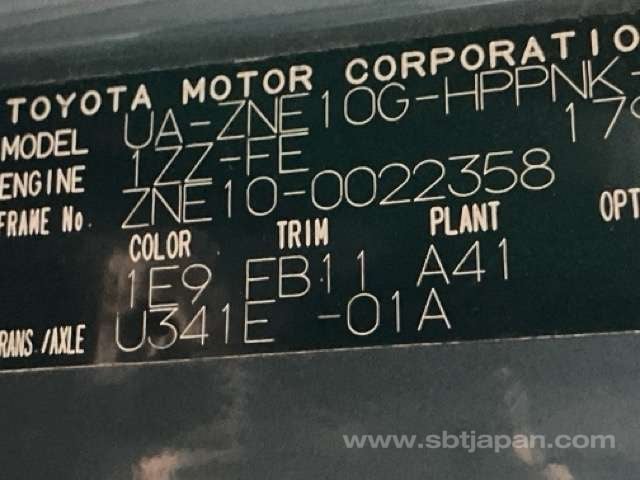 TOYOTA MOTOR CORPORATIO
MODEL UA-ZNE10G-HPPNK-
ENGINE 1ZZ-FE 179
FRAME No. ZNE10-0022358
COLOR TRIM PLANT OPT
1E9 FB11 A41
RANS./AXLE U341E -01A
www.sbtjapan.com